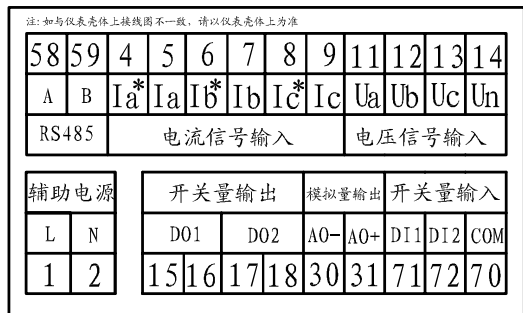 注: 如与仪表壳体上接线图不一致，请以仪表壳体上为准
58 59 4 5 6 7 8 9 11 12 13 14
A B Ia* Ia Ib* Ib Ic* Ic Ua Ub Uc Un
RS485 电流信号输入 电压信号输入
辅助电源 开关量输出 模拟量输出 开关量输入
L N DO1 DO2 AO- AO+ DI1 DI2 COM
1 2 15 16 17 18 30 31 71 72 70